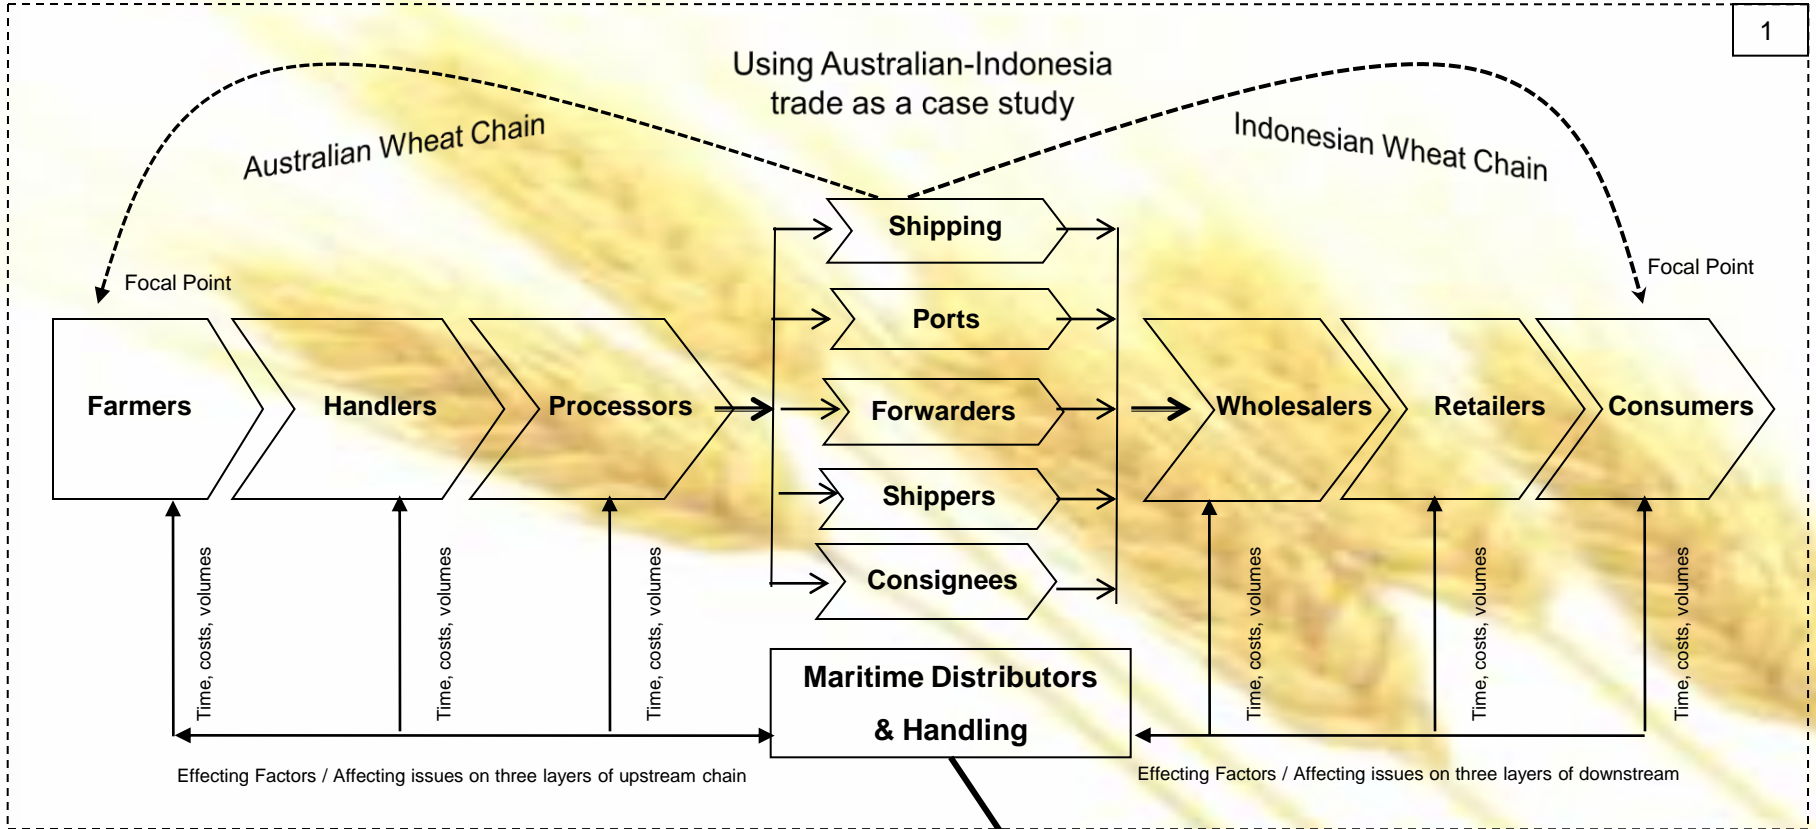 1
Using Australian-Indonesia
trade as a case study
Australian Wheat Chain
Indonesian Wheat Chain
Focal Point
Focal Point
Shipping
Ports
Farmers
Handlers
Processors
Forwarders
Wholesalers
Retailers
Consumers
Shippers
Consignees
Time, costs, volumes
Time, costs, volumes
Time, costs, volumes
Time, costs, volumes
Time, costs, volumes
Time, costs, volumes
Maritime Distributors
& Handling
Effecting Factors / Affecting issues on three layers of upstream chain
Effecting Factors / Affecting issues on three layers of downstream